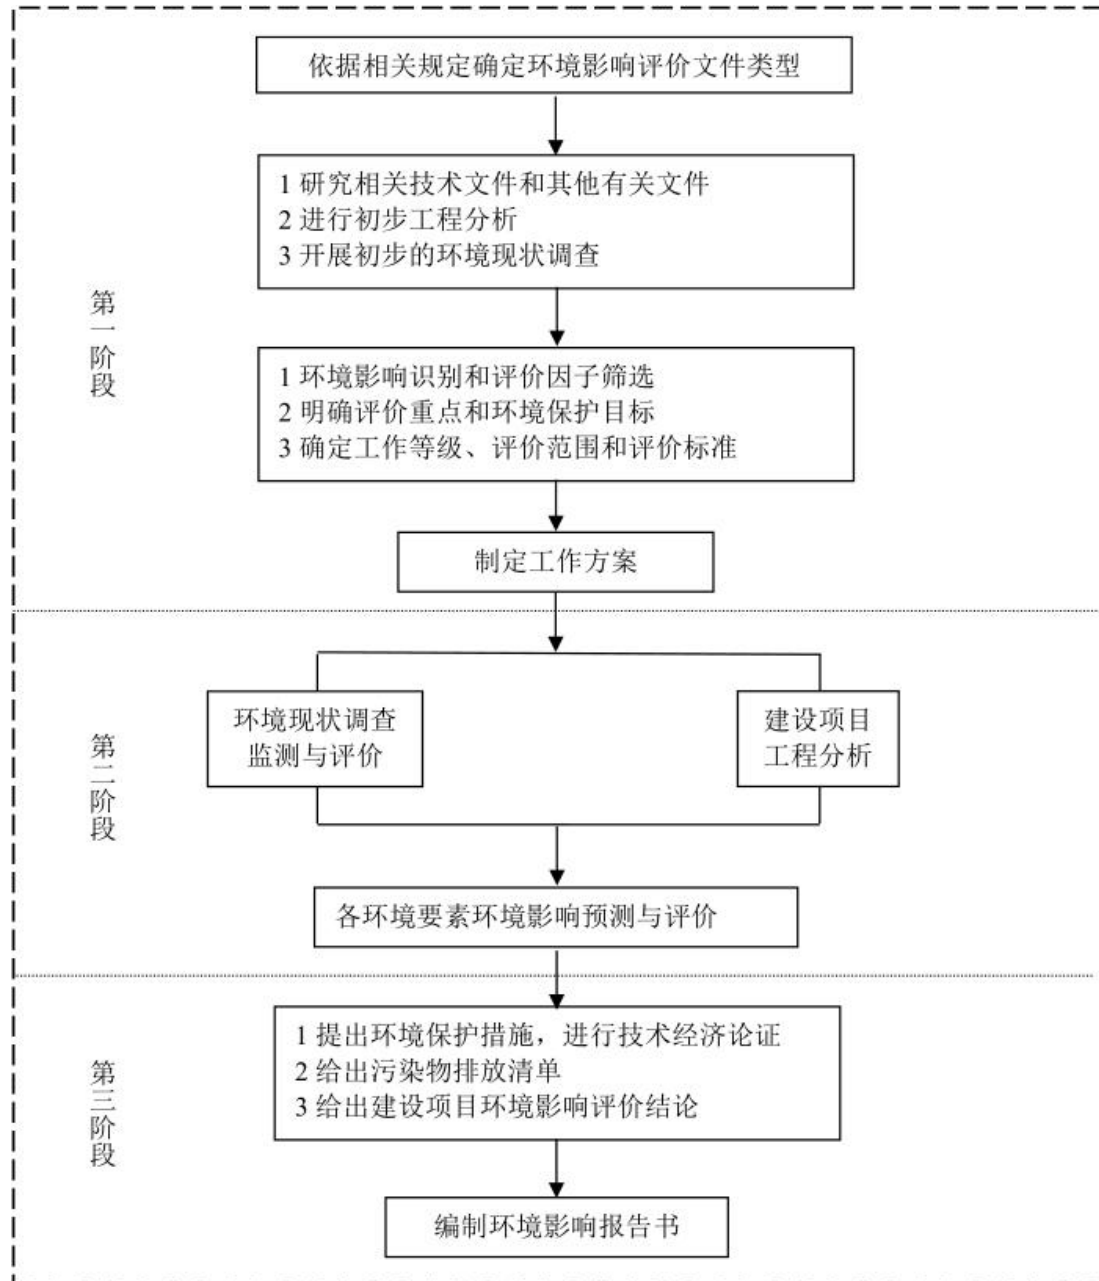 依据相关规定确定环境影响评价文件类型
1 研究相关技术文件和其他有关文件
2 进行初步工程分析
3 开展初步的环境现状调查
第一阶段
1 环境影响识别和评价因子筛选
2 明确评价重点和环境保护目标
3 确定工作等级、评价范围和评价标准
制定工作方案
第二阶段
环境现状调查
监测与评价
建设项目
工程分析
各环境要素环境影响预测与评价
第三阶段
1 提出环境保护措施，进行技术经济论证
2 给出污染物排放清单
3 给出建设项目环境影响评价结论
编制环境影响报告书